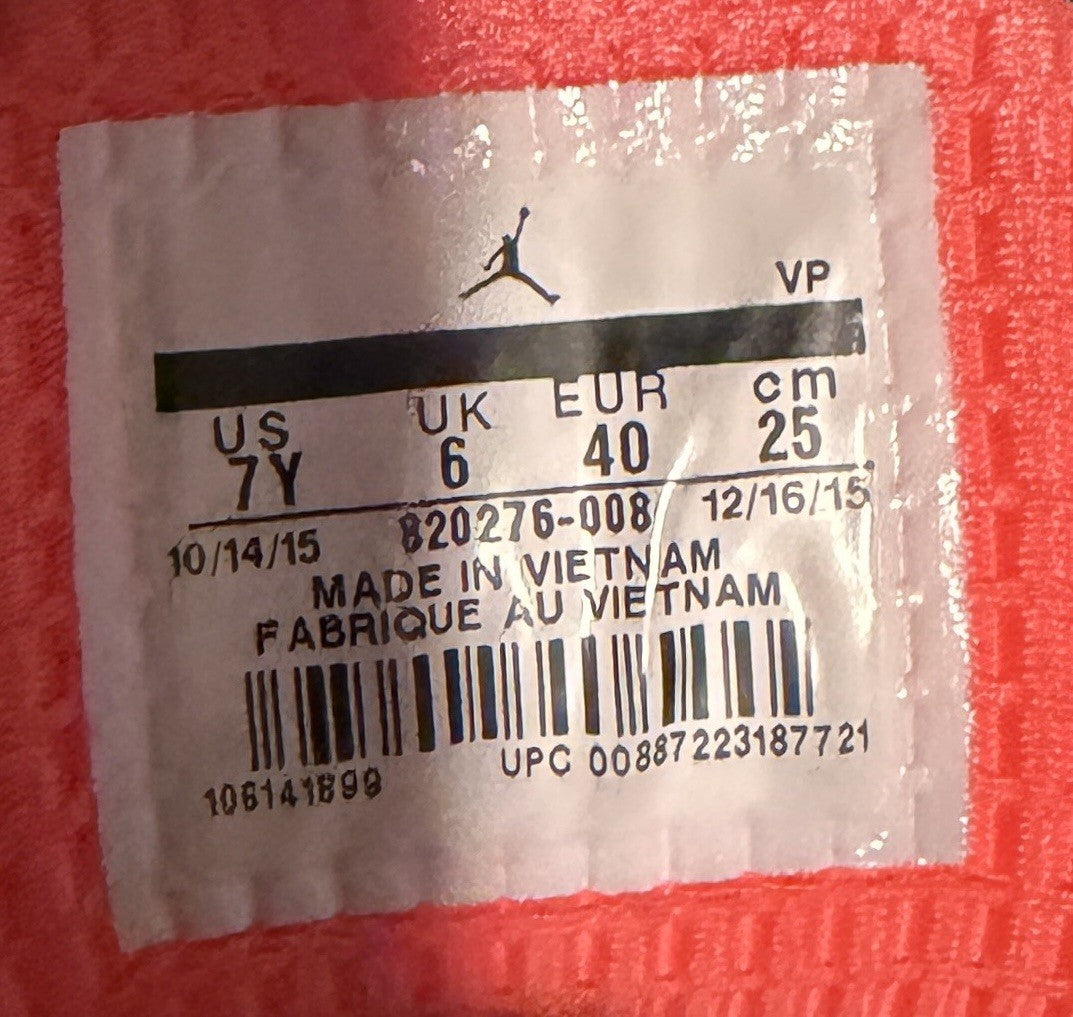 VP
US UK EUR cm
7Y 6 40 25
10/14/15 820276-008 12/16/15
MADE IN VIETNAM
FABRIQUE AU VIETNAM
UPC 00887223187721